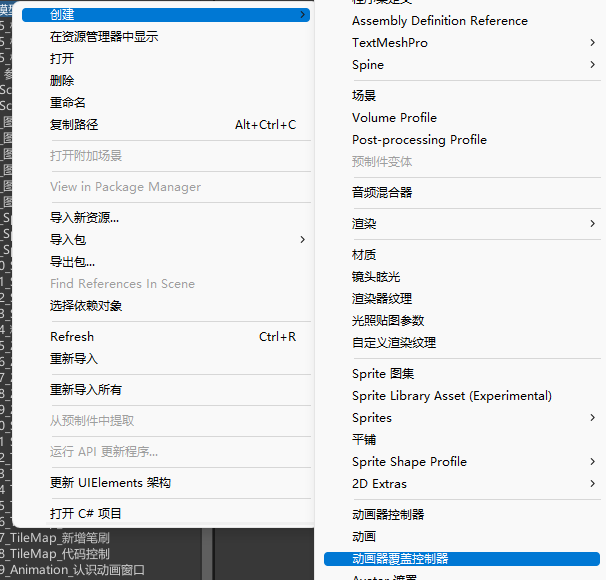 创建
在资源管理器中显示
打开
删除
重命名
复制路径 Alt+Ctrl+C
打开附加场景
View in Package Manager
导入新资源...
导入包
导出包...
Find References In Scene
选择依赖对象
Refresh Ctrl+R
重新导入
重新导入所有
从预制件中提取
运行 API 更新程序...
更新 UIElements 架构
打开 C# 项目
7_TileMap_新增笔刷
8_TileMap_代码控制
9_Animation_认识动画窗口
Assembly Definition Reference
TextMeshPro
Spine
场景
Volume Profile
Post-processing Profile
预制件变体
音频混合器
渲染
材质
镜头眩光
渲染器纹理
光照贴图参数
自定义渲染纹理
Sprite 图集
Sprite Library Asset (Experimental)
Sprites
平铺
Sprite Shape Profile
2D Extras
动画器控制器
动画
动画器覆盖控制器